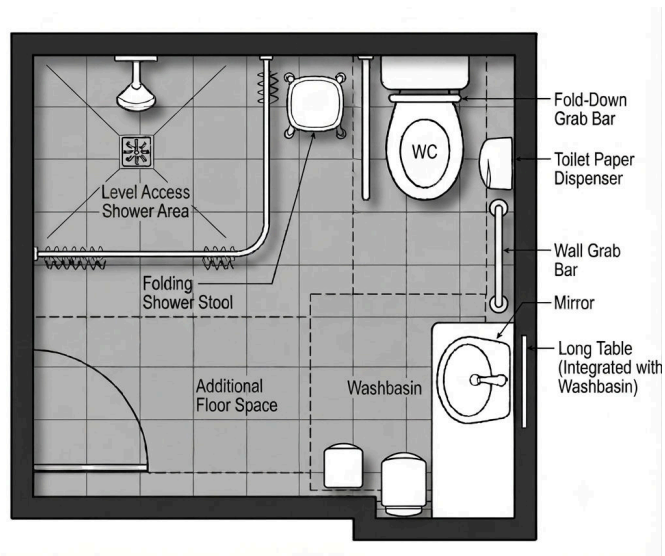 WC
Fold-Down
Grab Bar
Toilet Paper
Dispenser
Level Access
Shower Area
Wall Grab
Bar
Folding
Shower Stool
Mirror
Long Table
(Integrated with
Washbasin)
Additional
Floor Space
Washbasin